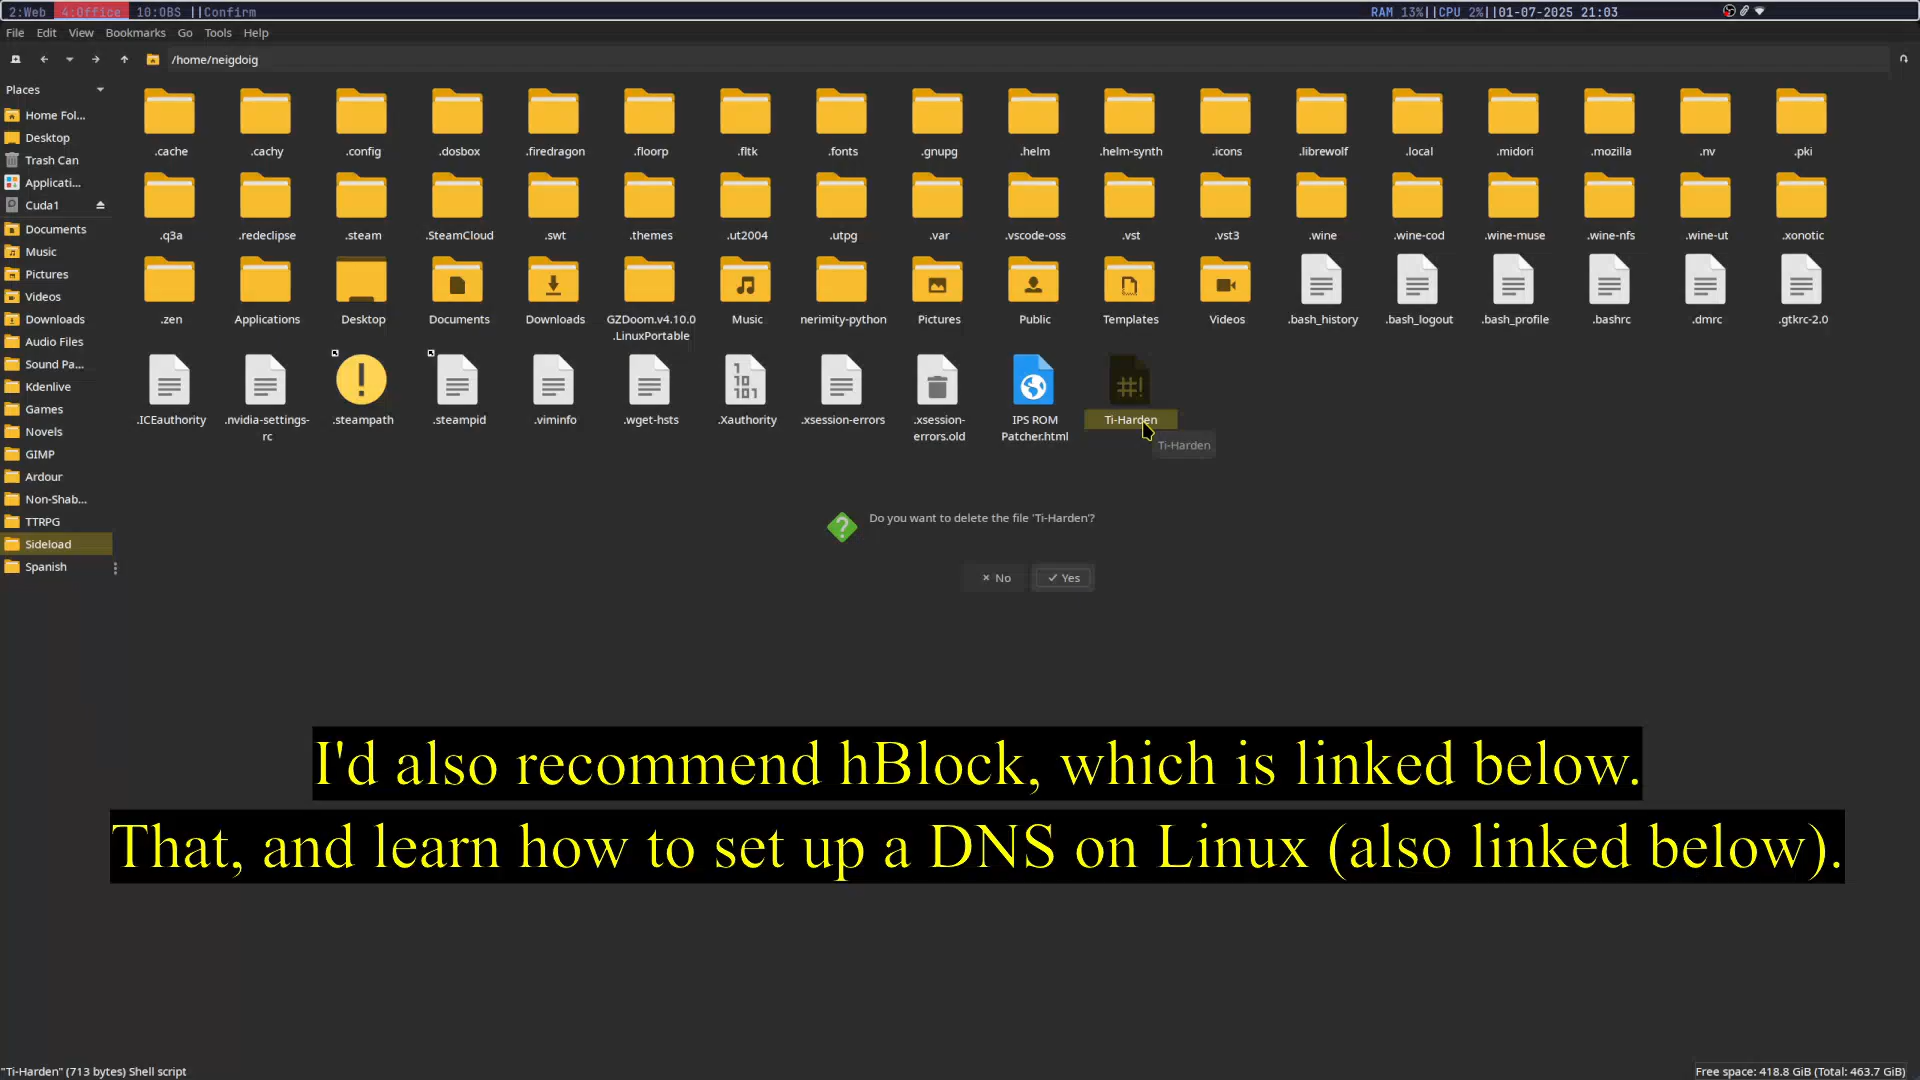 2:Web 4:Office 10:OBS ||Confirm RAM 13%||CPU 2%||01-07-2025 21:03
File Edit View Bookmarks Go Tools Help
/home/neigdoig
Places
Home Fol...
Desktop
Trash Can
Applicati...
Cuda1
Documents
Music
Pictures
Videos
Downloads
Audio Files
Sound Pa...
Kdenlive
Games
Novels
GIMP
Ardour
Non-Shab...
TTRPG
Sideload
Spanish
.cache .cachy .config .dosbox .firedragon .floorp .fltk .fonts .gnupg .helm .helm-synth .icons .librewolf .local .midori .mozilla .nv .pki
.q3a .redeclipse .steam .SteamCloud .swt .themes .ut2004 .utpg .var .vscode-oss .vst .vst3 .wine .wine-cod .wine-muse .wine-nfs .wine-ut .xonotic
.zen Applications Desktop Documents Downloads GZDoom.v4.10.0 Music nerimity-python Pictures Public Templates Videos .bash_history .bash_logout .bash_profile .bashrc .dmrc .gtkrc-2.0
.LinuxPortable
.ICEauthority .nvidia-settings- .steampath .steampid .viminfo .wget-hsts .Xauthority .xsession-errors .xsession- IPS ROM Ti-Harden
rc errors.old Patcher.html
Ti-Harden
Do you want to delete the file 'Ti-Harden'?
No Yes
I'd also recommend hBlock, which is linked below.
That, and learn how to set up a DNS on Linux (also linked below).
"Ti-Harden" (713 bytes) Shell script
Free space: 418.8 GiB (Total: 463.7 GiB)